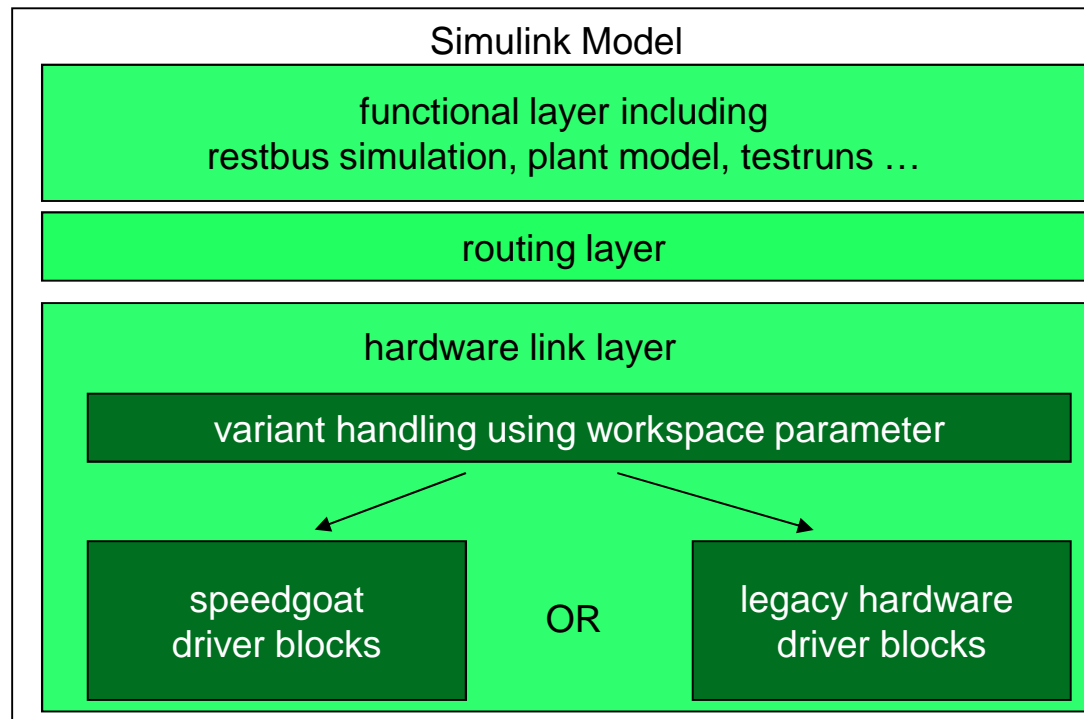 Simulink Model
functional layer including
restbus simulation, plant model, testruns …
routing layer
hardware link layer
variant handling using workspace parameter
speedgoat
driver blocks
OR
legacy hardware
driver blocks